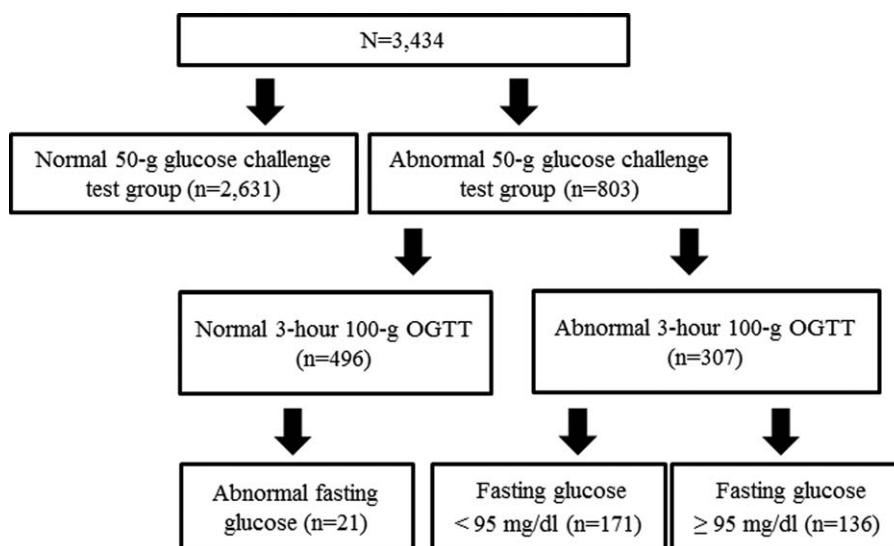 N=3,434
Normal 50-g glucose challenge
test group (n=2,631)
Abnormal 50-g glucose challenge
test group (n=803)
Normal 3-hour 100-g OGTT
(n=496)
Abnormal 3-hour 100-g OGTT
(n=307)
Abnormal fasting
glucose (n=21)
Fasting glucose
< 95 mg/dl (n=171)
Fasting glucose
≥ 95 mg/dl (n=136)